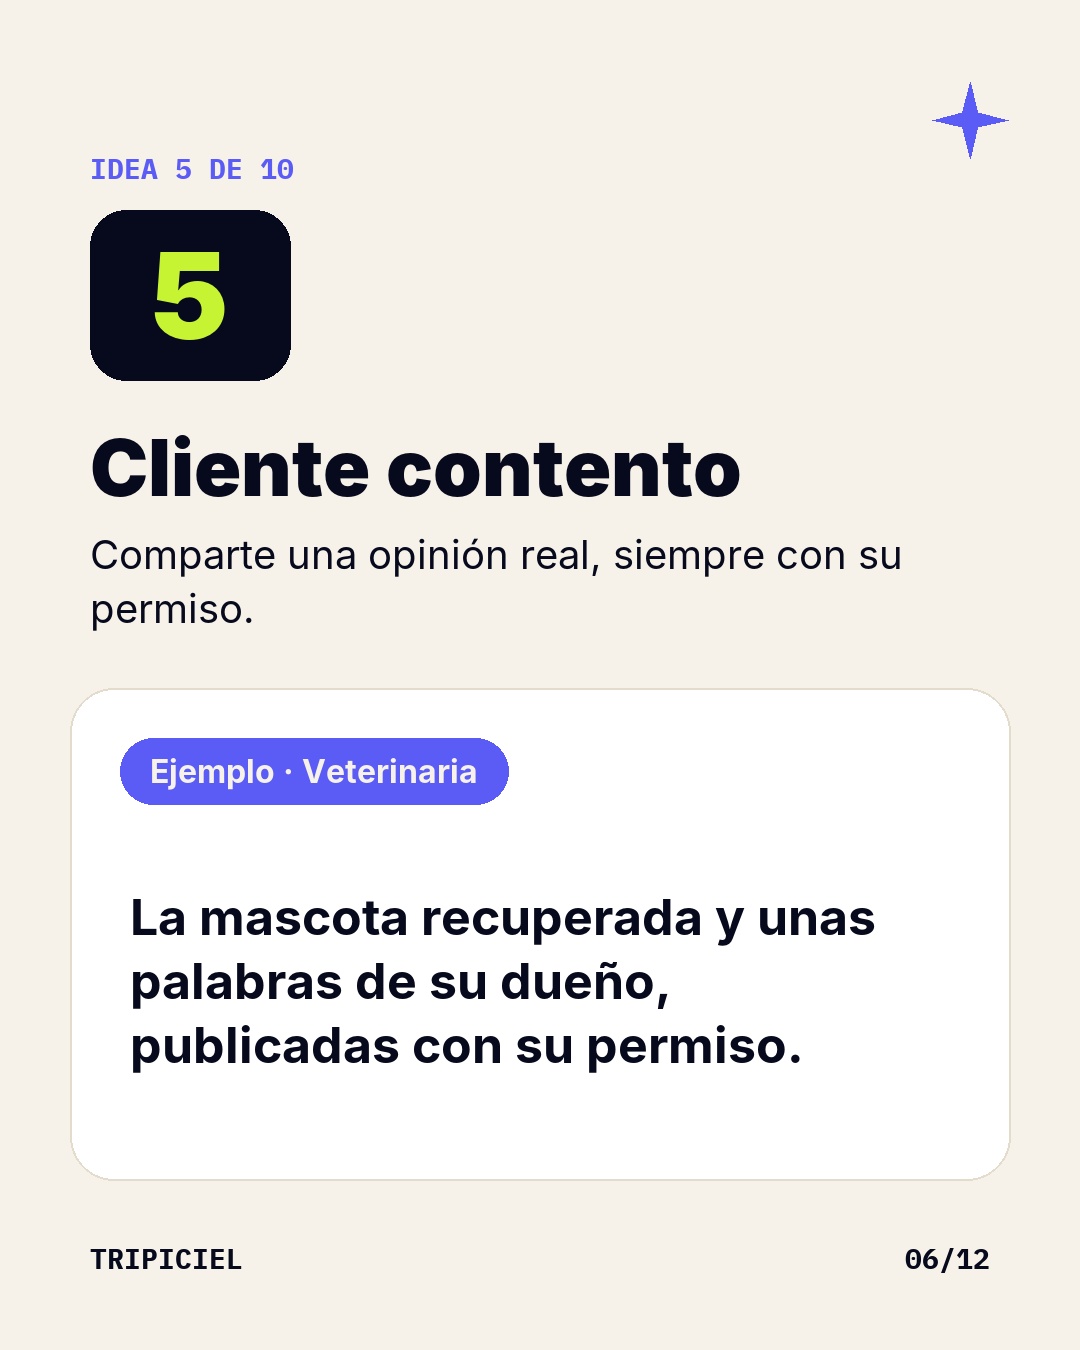 IDEA 5 DE 10
5
Cliente contento
Comparte una opinión real, siempre con su
permiso.
Ejemplo · Veterinaria
La mascota recuperada y unas
palabras de su dueño,
publicadas con su permiso.
TRIPICIEL
06/12